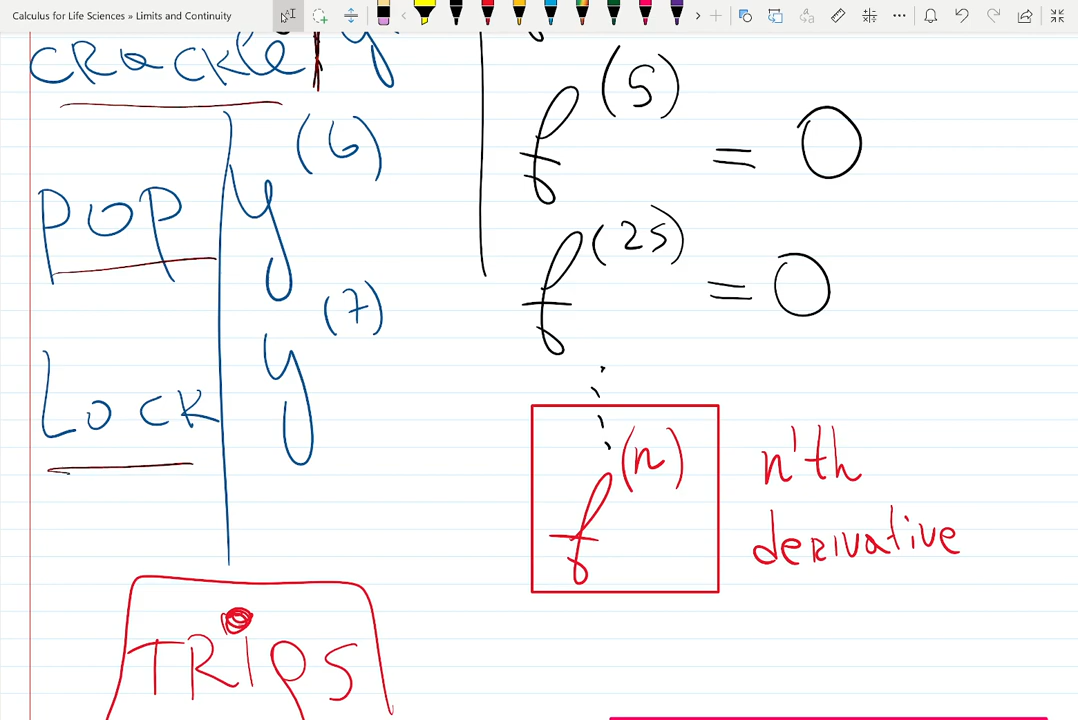 Calculus for Life Sciences » Limits and Continuity
CRACKLE y
POP y^(6)
LOCK y^(7)
f^(5) = 0
f^(25) = 0
f^(n) n'th
derivative
TRiPS